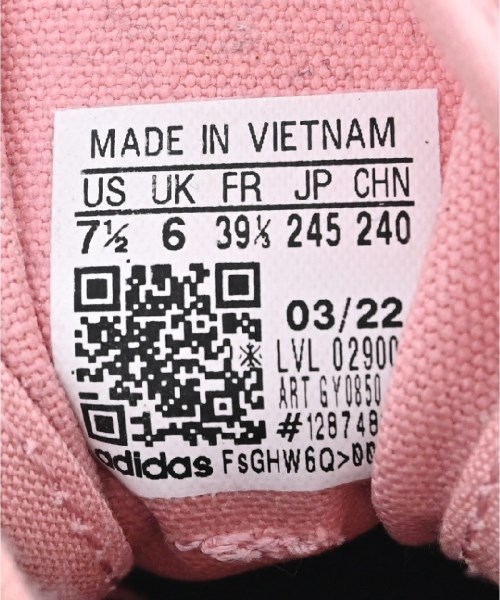 MADE IN VIETNAM
US UK FR JP CHN
7½ 6 39⅓ 245 240
03/22
LVL 02900
ART GY0850
#128748
adidas FsGHW6Q>00